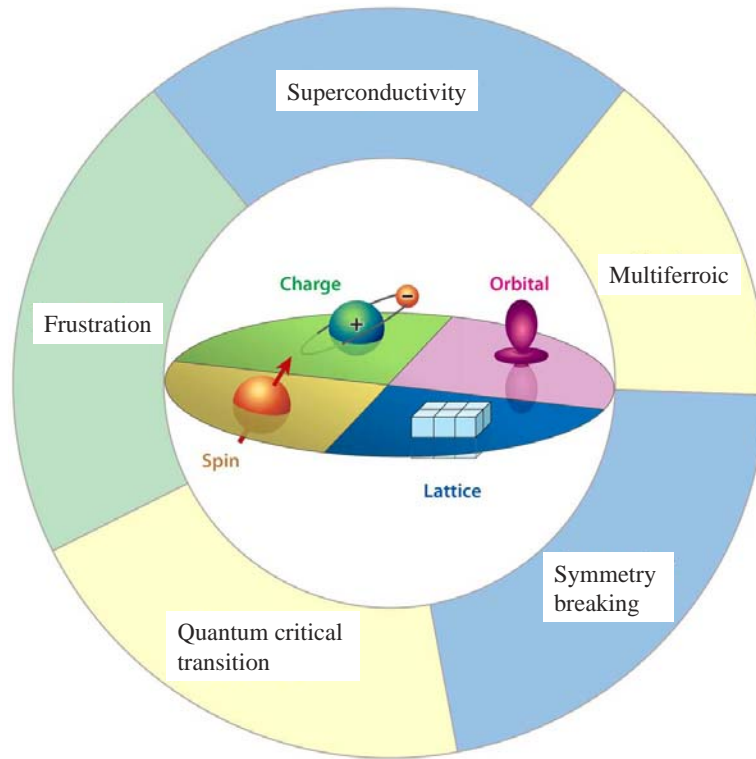 Superconductivity
Multiferroic
Charge
Orbital
Frustration
−
+
Spin
Lattice
Symmetry
breaking
Quantum critical
transition